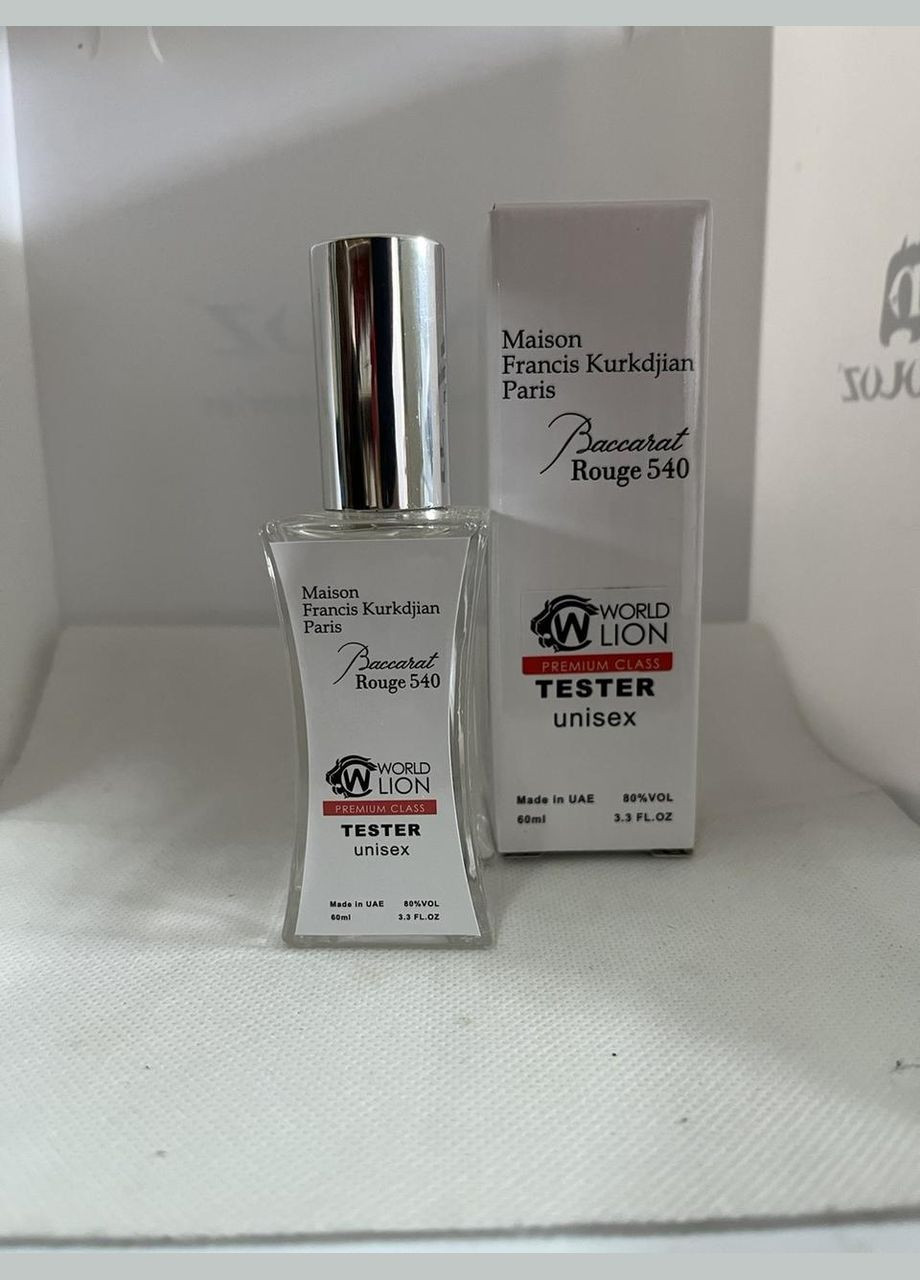 Maison
Francis Kurkdjian
Paris
Baccarat
Rouge 540
WORLD
LION
PREMIUM CLASS
TESTER
unisex
Made in UAE 80%VOL
60ml 3.3 FL.OZ
Maison
Francis Kurkdjian
Paris
Baccarat
Rouge 540
WORLD
LION
PREMIUM CLASS
TESTER
unisex
Made in UAE 80%VOL
60ml 3.3 FL.OZ